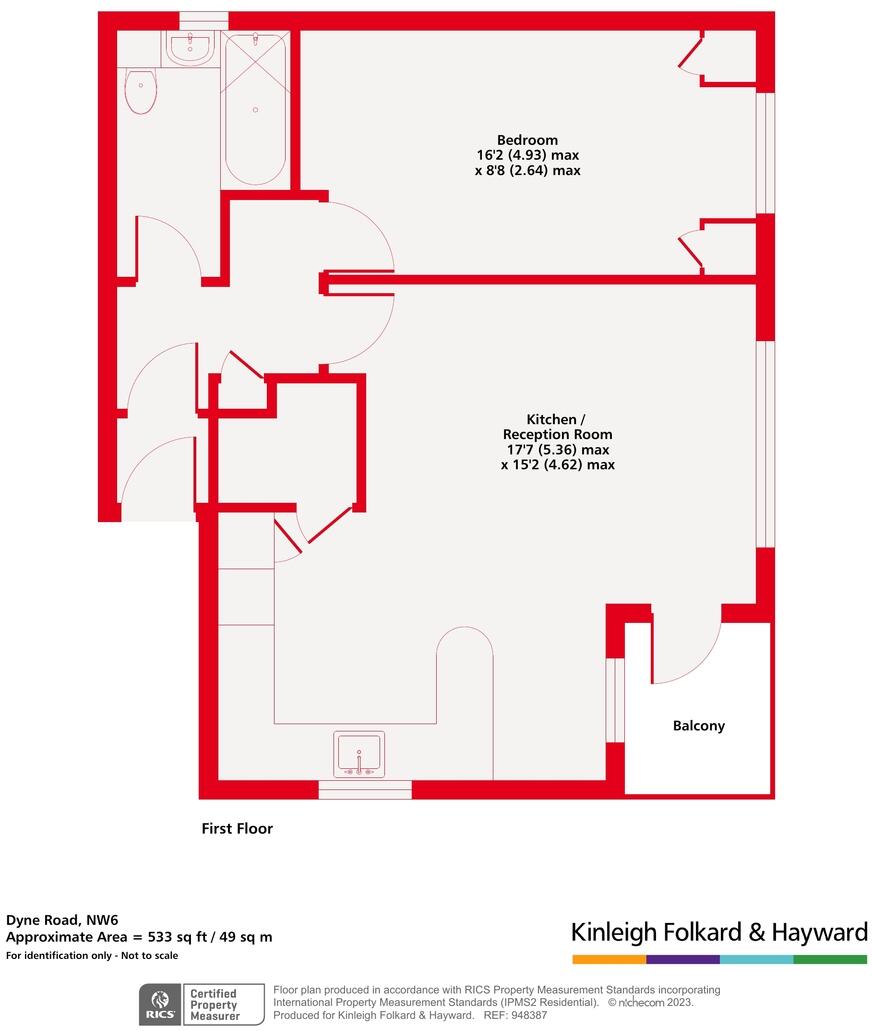 Bedroom
16'2 (4.93) max
x 8'8 (2.64) max
Kitchen /
Reception Room
17'7 (5.36) max
x 15'2 (4.62) max
Balcony
First Floor
Dyne Road, NW6
Approximate Area = 533 sq ft / 49 sq m
For identification only - Not to scale
Kinleigh Folkard & Hayward
RICS
Certified
Property
Measurer
Floor plan produced in accordance with RICS Property Measurement Standards incorporating
International Property Measurement Standards (IPMS2 Residential). © ntchecom 2023.
Produced for Kinleigh Folkard & Hayward. REF: 948387